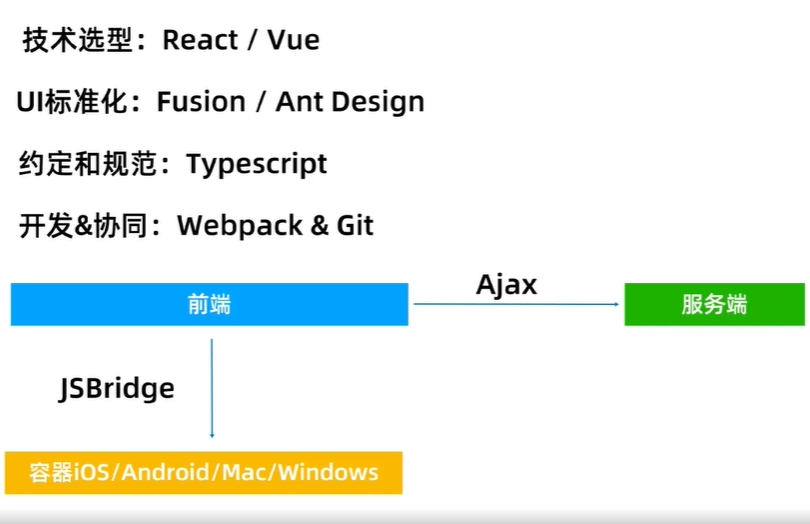 技术选型：React / Vue
UI标准化：Fusion / Ant Design
约定和规范：Typescript
开发&协同：Webpack & Git
Ajax
前端
服务端
JSBridge
容器iOS/Android/Mac/Windows